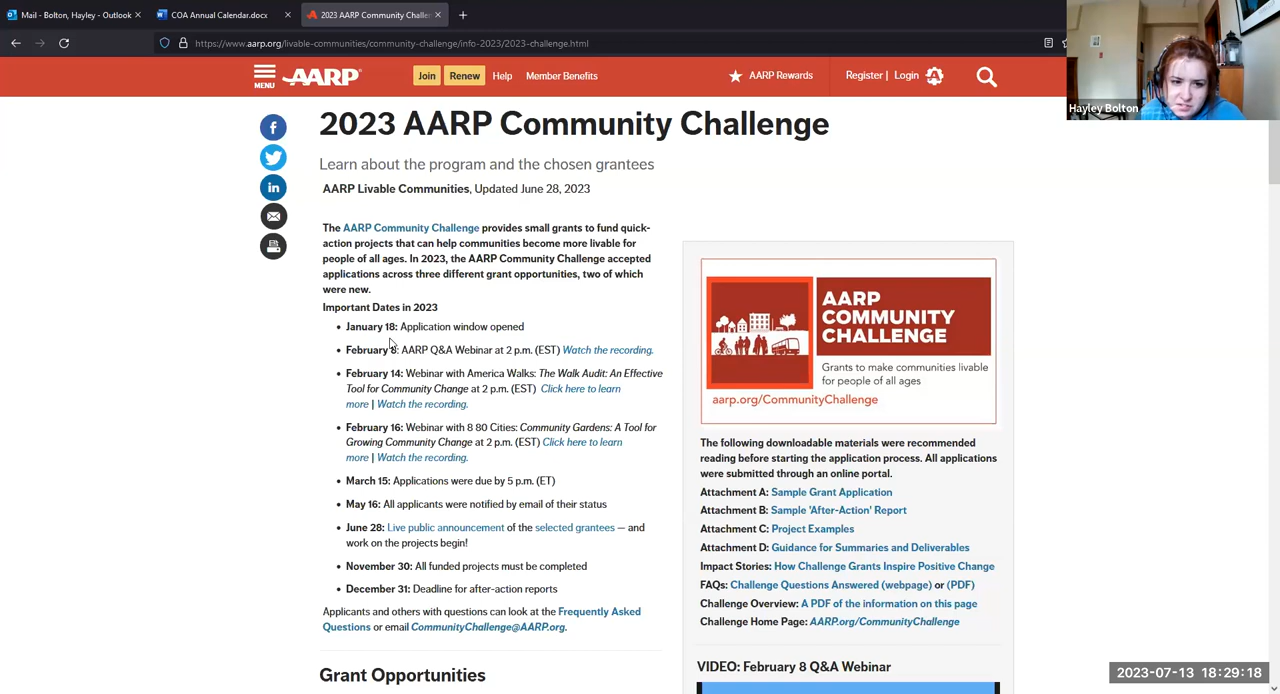 Mail - Bolton, Hayley - Outlook
COA Annual Calendar.docx
2023 AARP Community Challen
https://www.aarp.org/livable-communities/community-challenge/info-2023/2023-challenge.html
MENU
AARP
Join
Renew
Help
Member Benefits
AARP Rewards
Register | Login
Hayley Bolton
2023 AARP Community Challenge
Learn about the program and the chosen grantees
AARP Livable Communities, Updated June 28, 2023
The AARP Community Challenge provides small grants to fund quick-
action projects that can help communities become more livable for
people of all ages. In 2023, the AARP Community Challenge accepted
applications across three different grant opportunities, two of which
were new.
Important Dates in 2023
• January 18: Application window opened
• February 8: AARP Q&A Webinar at 2 p.m. (EST) Watch the recording.
• February 14: Webinar with America Walks: The Walk Audit: An Effective
Tool for Community Change at 2 p.m. (EST) Click here to learn
more | Watch the recording.
• February 16: Webinar with 8 80 Cities: Community Gardens: A Tool for
Growing Community Change at 2 p.m. (EST) Click here to learn
more | Watch the recording.
• March 15: Applications were due by 5 p.m. (ET)
• May 16: All applicants were notified by email of their status
• June 28: Live public announcement of the selected grantees — and
work on the projects begin!
• November 30: All funded projects must be completed
• December 31: Deadline for after-action reports
Applicants and others with questions can look at the Frequently Asked
Questions or email CommunityChallenge@AARP.org.
Grant Opportunities
AARP
COMMUNITY
CHALLENGE
Grants to make communities livable
for people of all ages
aarp.org/CommunityChallenge
The following downloadable materials were recommended
reading before starting the application process. All applications
were submitted through an online portal.
Attachment A: Sample Grant Application
Attachment B: Sample 'After-Action' Report
Attachment C: Project Examples
Attachment D: Guidance for Summaries and Deliverables
Impact Stories: How Challenge Grants Inspire Positive Change
FAQs: Challenge Questions Answered (webpage) or (PDF)
Challenge Overview: A PDF of the information on this page
Challenge Home Page: AARP.org/CommunityChallenge
VIDEO: February 8 Q&A Webinar
2023-07-13 18:29:18